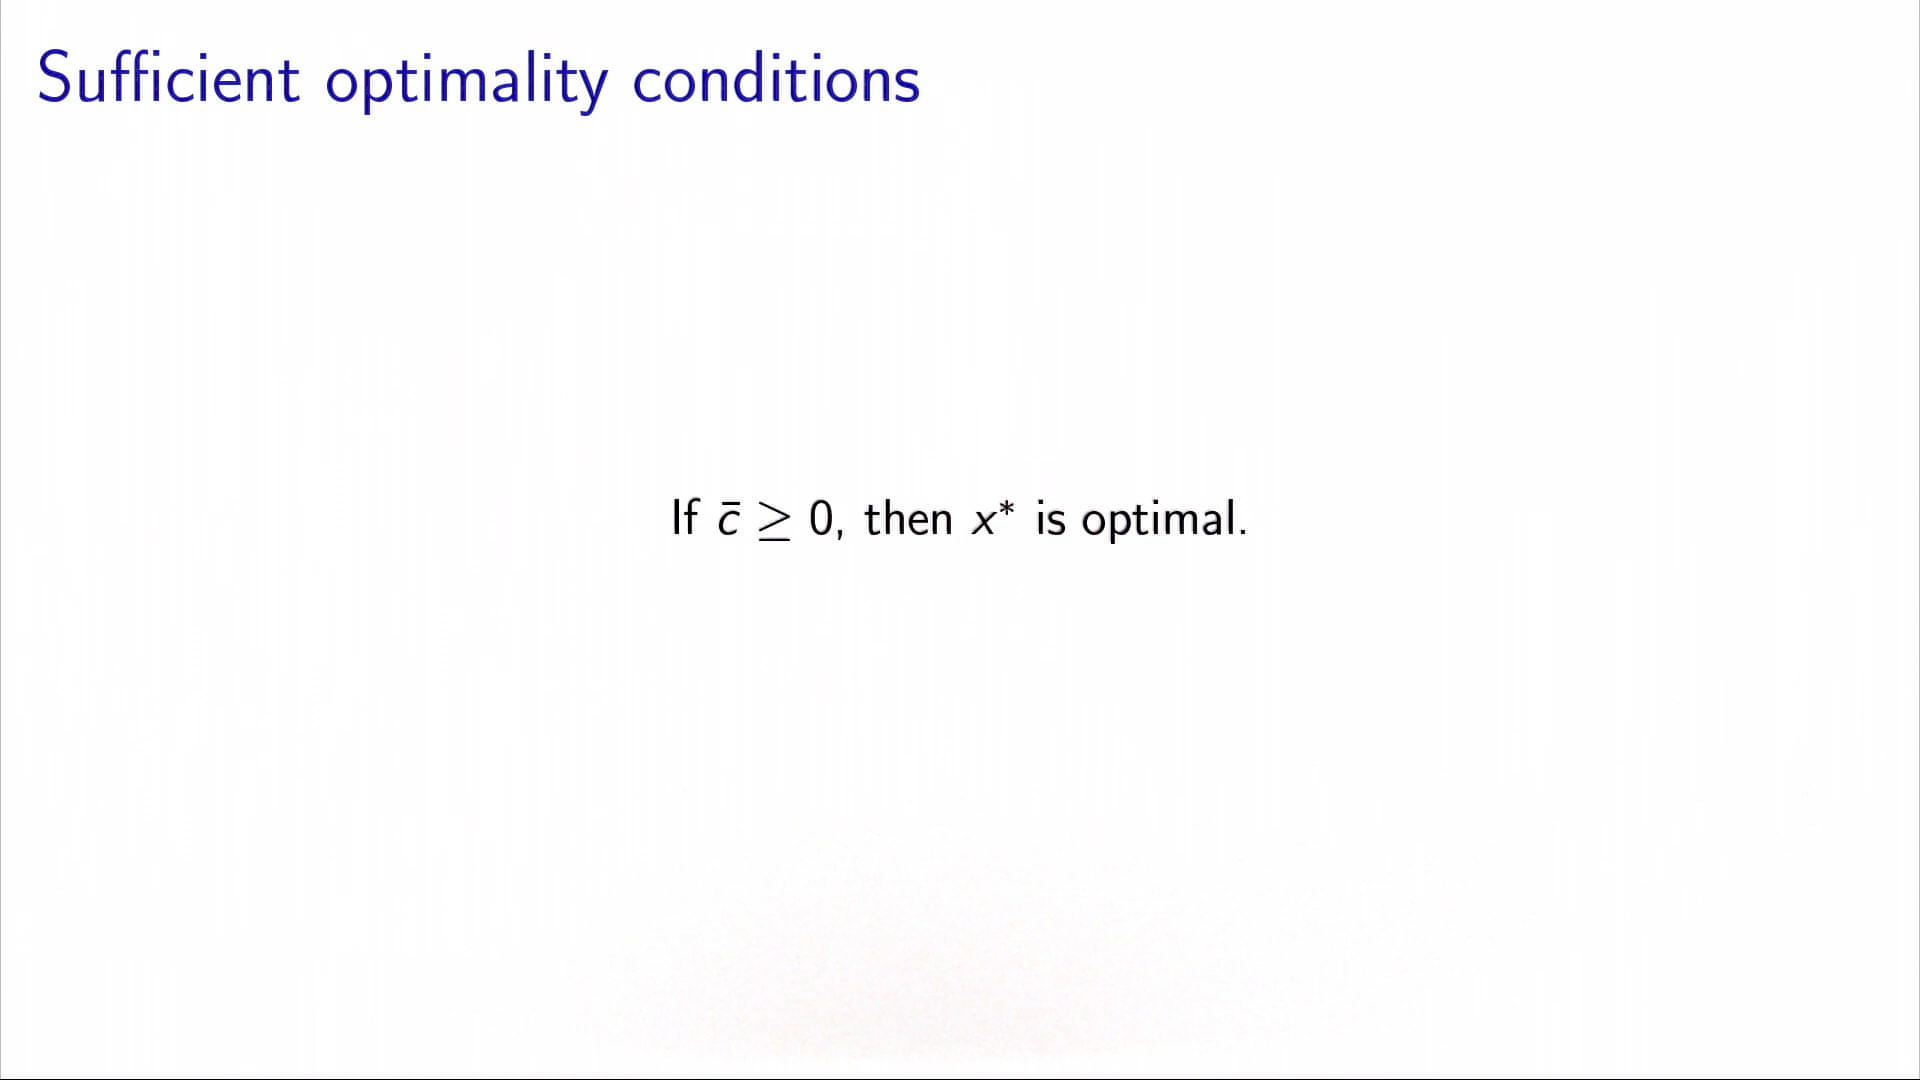 Sufficient optimality conditions
If c̄ ≥ 0, then x* is optimal.